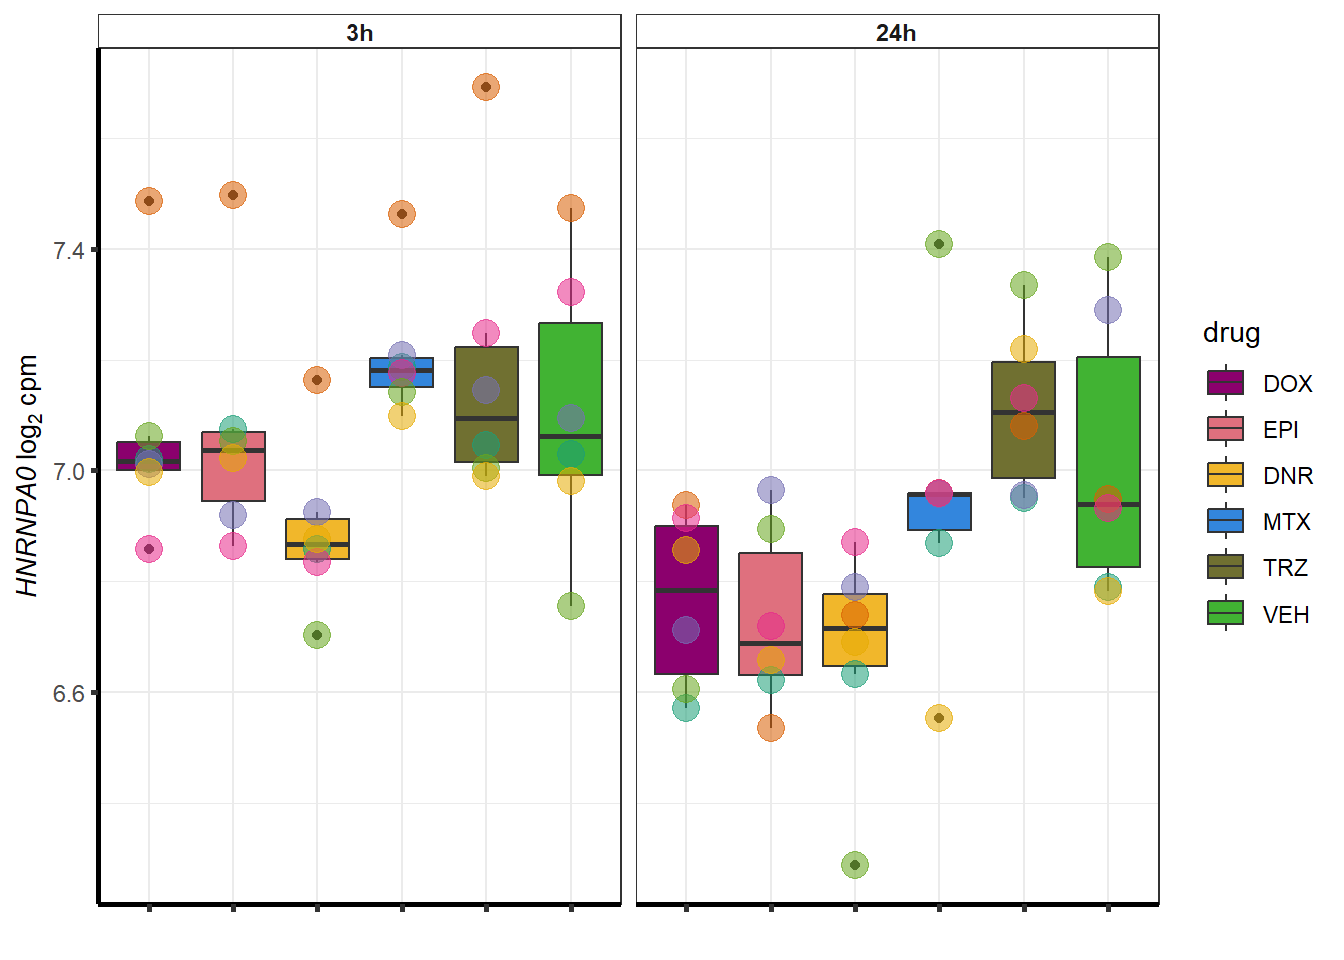 3h
24h
7.4
7.0
6.6
HNRNPA0 log₂ cpm
drug
DOX
EPI
DNR
MTX
TRZ
VEH